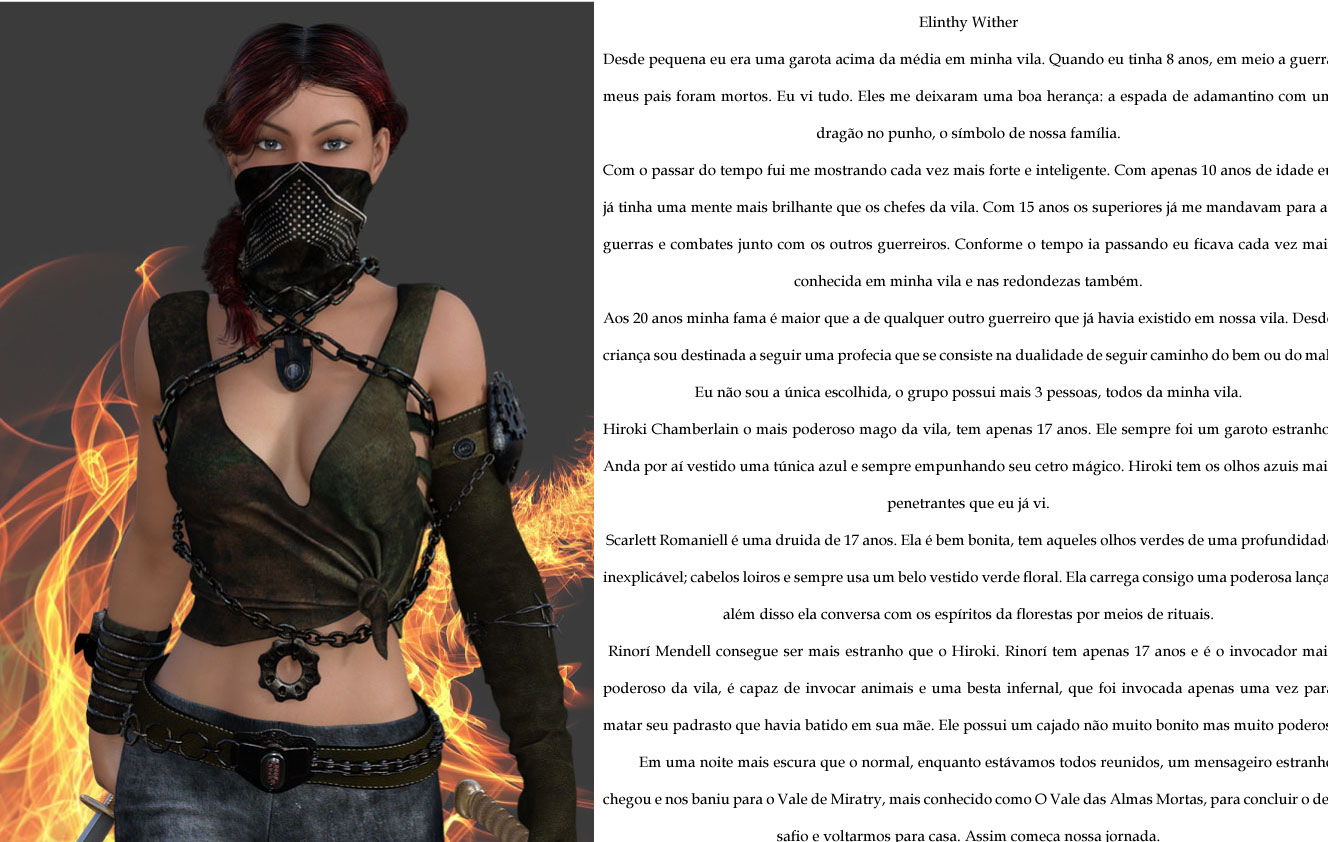 Elinthy Wither
Desde pequena eu era uma garota acima da média em minha vila. Quando eu tinha 8 anos, em meio a guerra
meus pais foram mortos. Eu vi tudo. Eles me deixaram uma boa herança: a espada de adamantino com um
dragão no punho, o símbolo de nossa família.
Com o passar do tempo fui me mostrando cada vez mais forte e inteligente. Com apenas 10 anos de idade eu
já tinha uma mente mais brilhante que os chefes da vila. Com 15 anos os superiores já me mandavam para a
guerras e combates junto com os outros guerreiros. Conforme o tempo ia passando eu ficava cada vez mai
conhecida em minha vila e nas redondezas também.
Aos 20 anos minha fama é maior que a de qualquer outro guerreiro que já havia existido em nossa vila. Desde
criança sou destinada a seguir uma profecia que se consiste na dualidade de seguir caminho do bem ou do mal
Eu não sou a única escolhida, o grupo possui mais 3 pessoas, todos da minha vila.
Hiroki Chamberlain o mais poderoso mago da vila, tem apenas 17 anos. Ele sempre foi um garoto estranho
Anda por aí vestido uma túnica azul e sempre empunhando seu cetro mágico. Hiroki tem os olhos azuis mai
penetrantes que eu já vi.
Scarlett Romaniell é uma druida de 17 anos. Ela é bem bonita, tem aqueles olhos verdes de uma profundidade
inexplicável; cabelos loiros e sempre usa um belo vestido verde floral. Ela carrega consigo uma poderosa lança
além disso ela conversa com os espíritos da florestas por meios de rituais.
Rinorí Mendell consegue ser mais estranho que o Hiroki. Rinorí tem apenas 17 anos e é o invocador mai
poderoso da vila, é capaz de invocar animais e uma besta infernal, que foi invocada apenas uma vez para
matar seu padrasto que havia batido em sua mãe. Ele possui um cajado não muito bonito mas muito poderos
Em uma noite mais escura que o normal, enquanto estávamos todos reunidos, um mensageiro estranho
chegou e nos baniu para o Vale de Miratry, mais conhecido como O Vale das Almas Mortas, para concluir o de
safio e voltarmos para casa. Assim começa nossa jornada.